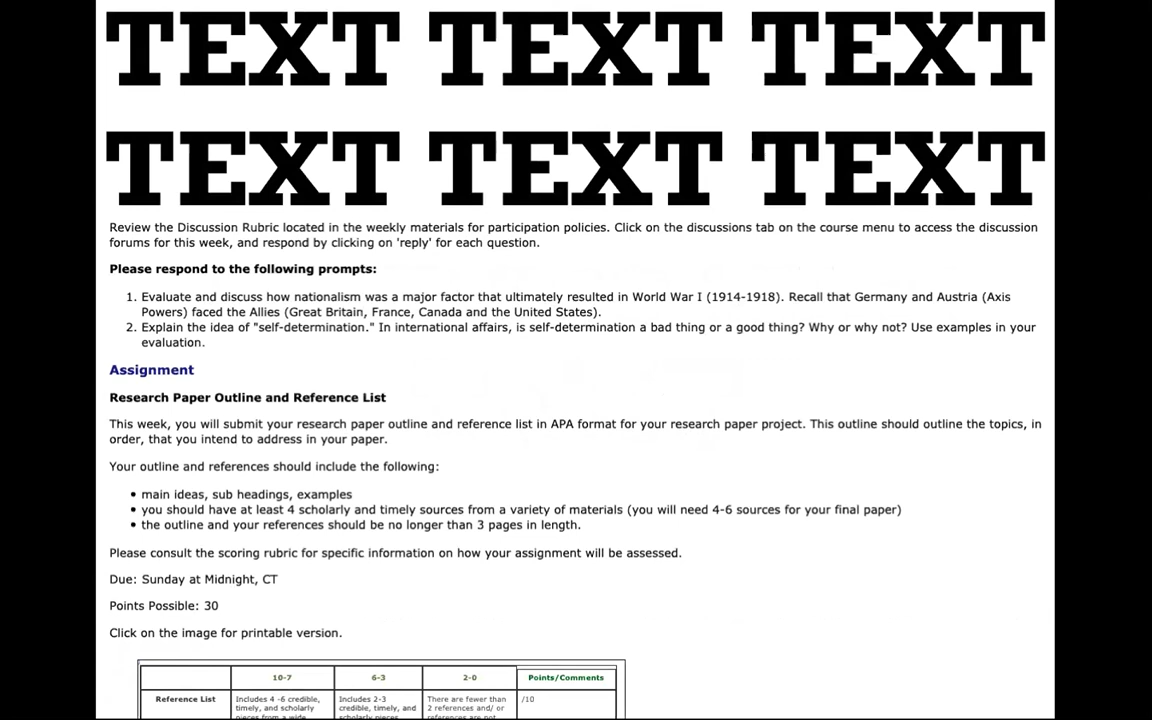 TEXT TEXT TEXT
TEXT TEXT TEXT
Review the Discussion Rubric located in the weekly materials for participation policies. Click on the discussions tab on the course menu to access the discussion
forums for this week, and respond by clicking on 'reply' for each question.
Please respond to the following prompts:
1. Evaluate and discuss how nationalism was a major factor that ultimately resulted in World War I (1914-1918). Recall that Germany and Austria (Axis
Powers) faced the Allies (Great Britain, France, Canada and the United States).
2. Explain the idea of "self-determination." In international affairs, is self-determination a bad thing or a good thing? Why or why not? Use examples in your
evaluation.
Assignment
Research Paper Outline and Reference List
This week, you will submit your research paper outline and reference list in APA format for your research paper project. This outline should outline the topics, in
order, that you intend to address in your paper.
Your outline and references should include the following:
• main ideas, sub headings, examples
• you should have at least 4 scholarly and timely sources from a variety of materials (you will need 4-6 sources for your final paper)
• the outline and your references should be no longer than 3 pages in length.
Please consult the scoring rubric for specific information on how your assignment will be assessed.
Due: Sunday at Midnight, CT
Points Possible: 30
Click on the image for printable version.
10-7 6-3 2-0 Points/Comments
Reference List Includes 4 -6 credible, Includes 2-3 There are fewer than /10
timely, and scholarly credible, timely, and 2 references and/ or
pieces from a wide scholarly pieces references are not